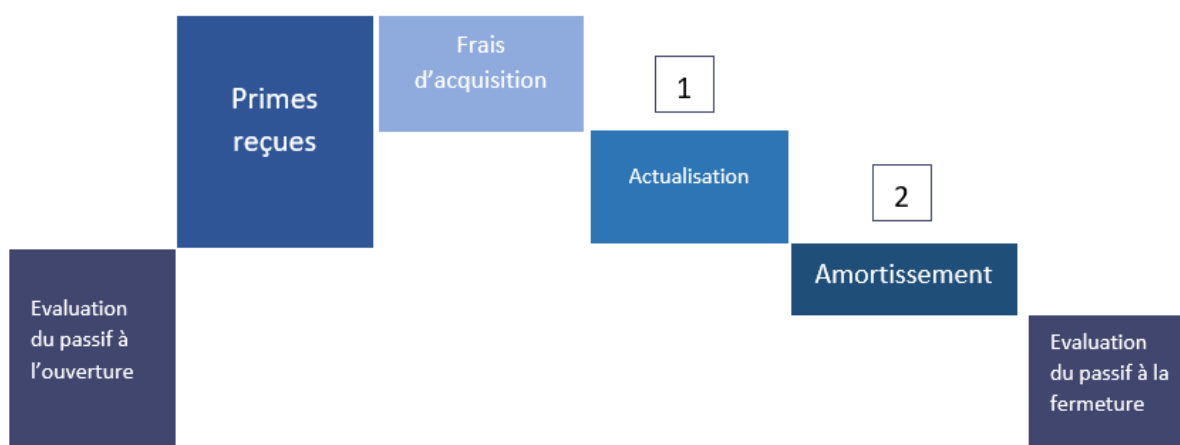 Primes
reçues
Frais
d’acquisition
1
Actualisation
2
Amortissement
Evaluation
du passif à
l’ouverture
Evaluation
du passif à la
fermeture